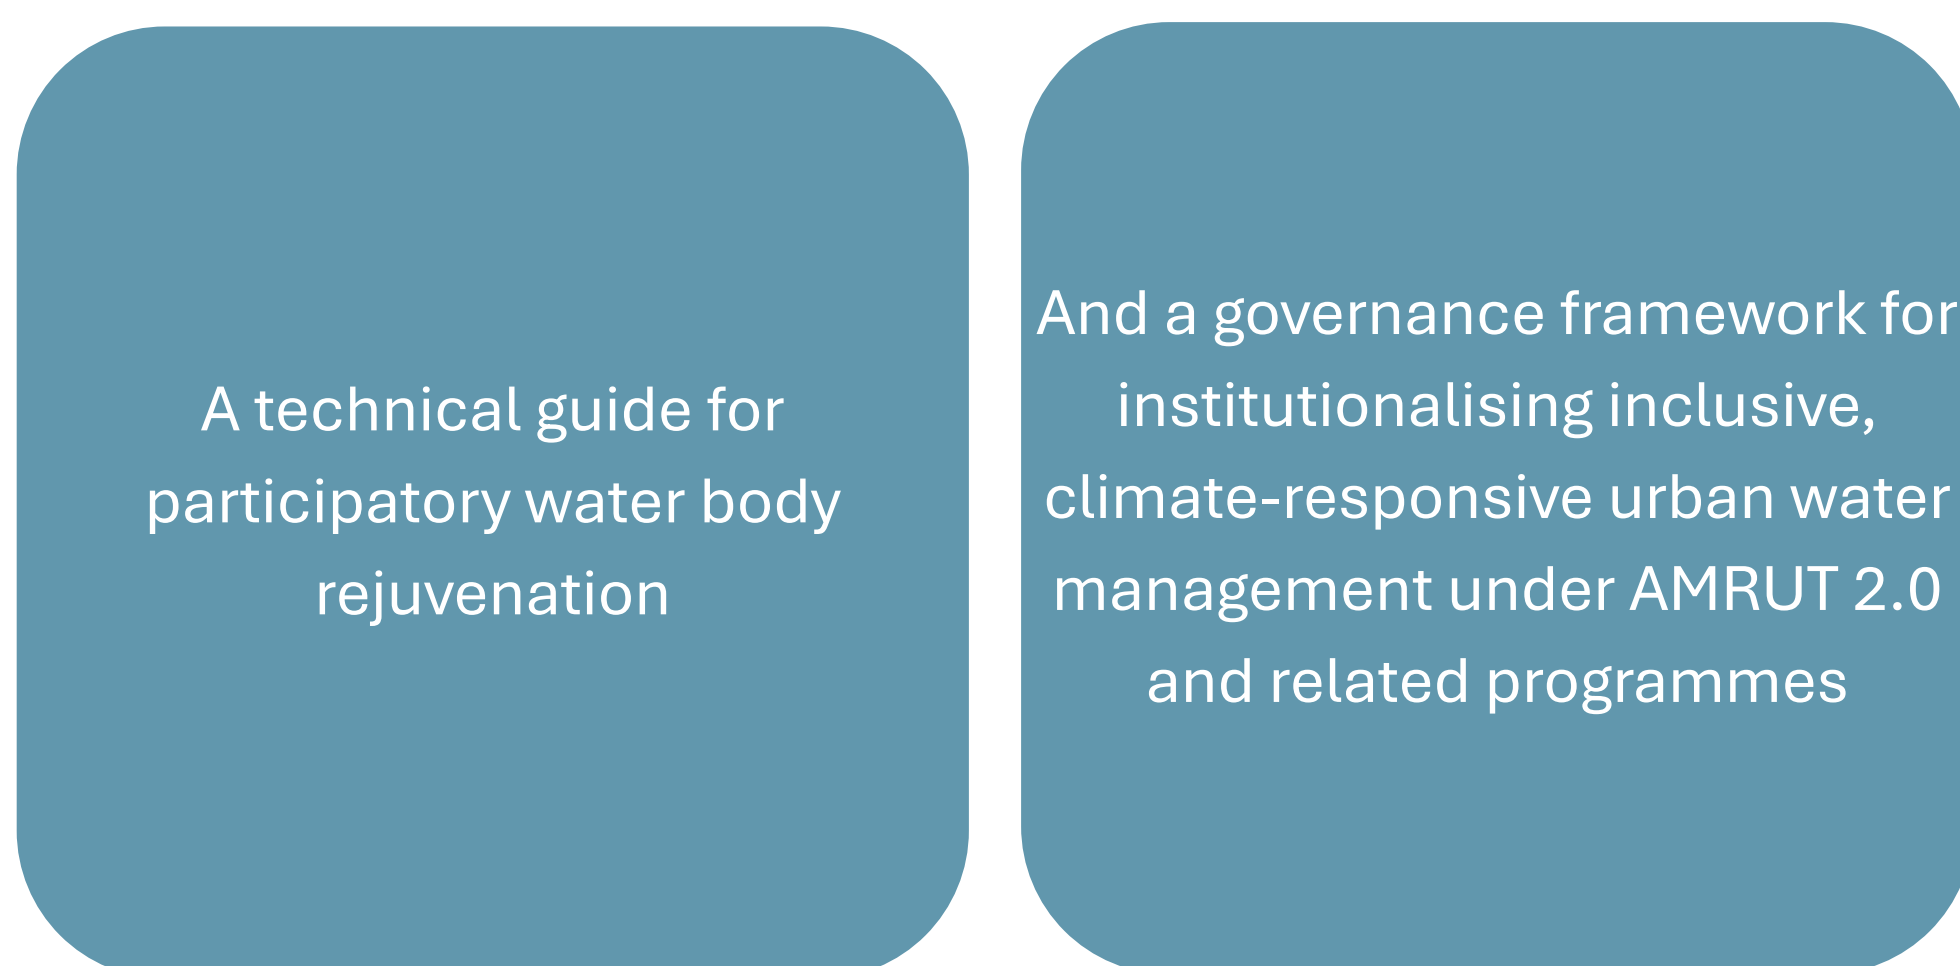 A technical guide for
participatory water body
rejuvenation
And a governance framework for
institutionalising inclusive,
climate-responsive urban water
management under AMRUT 2.0
and related programmes